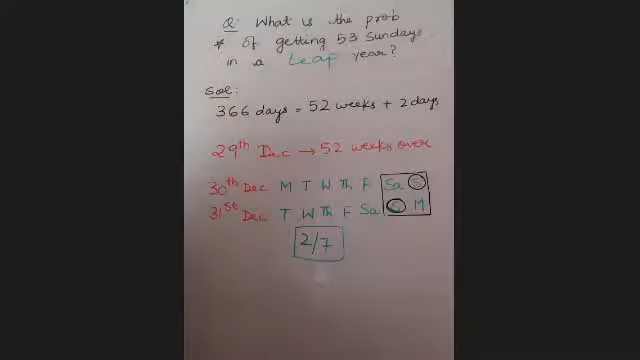 Q: What is the prob
* of getting 53 Sundays
in a Leaf year?
Sol:
366 days = 52 weeks + 2 days
29th Dec → 52 weeks over
30th Dec M T W Th F Sa S
31st Dec T W Th F Sa S M
2/7